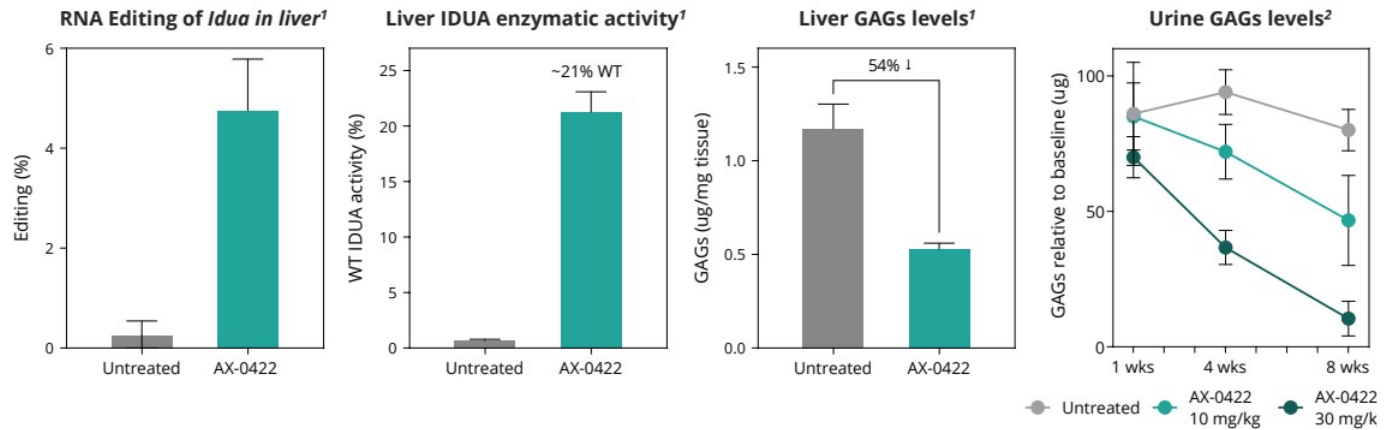 RNA Editing of Idua in liver¹
6
4
2
0
Editing (%)
Untreated
AX-0422
Liver IDUA enzymatic activity¹
25
20
15
10
5
0
WT IDUA activity (%)
~21% WT
Untreated
AX-0422
Liver GAGs levels¹
1.5
1.0
0.5
0.0
GAGs (ug/mg tissue)
54% ↓
Untreated
AX-0422
Urine GAGs levels²
100
50
0
GAGs relative to baseline (ug)
1 wks
4 wks
8 wks
Untreated
AX-0422
10 mg/kg
AX-0422
30 mg/k